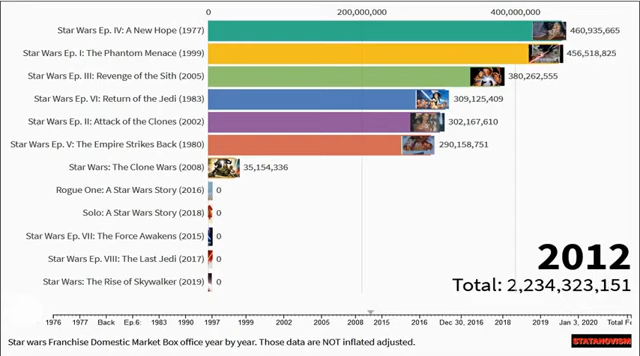 0 200,000,000 400,000,000
Star Wars Ep. IV: A New Hope (1977) 460,935,665
Star Wars Ep. I: The Phantom Menace (1999) 456,518,825
Star Wars Ep. III: Revenge of the Sith (2005) 380,262,555
Star Wars Ep. VI: Return of the Jedi (1983) 309,125,409
Star Wars Ep. II: Attack of the Clones (2002) 302,167,610
Star Wars Ep. V: The Empire Strikes Back (1980) 290,158,751
Star Wars: The Clone Wars (2008) 35,154,336
Rogue One: A Star Wars Story (2016) 0
Solo: A Star Wars Story (2018) 0
Star Wars Ep. VII: The Force Awakens (2015) 0
Star Wars Ep. VIII: The Last Jedi (2017) 0
Star Wars: The Rise of Skywalker (2019) 0
2012
Total: 2,234,323,151
1976 1977 Back Ep.6: 1983 1990 1997 1999 2002 2005 2008 2015 2016 Dec 30, 2016 2018 2019 Jan 3, 2020 Total F
Star wars Franchise Domestic Market Box office year by year. Those data are NOT inflated adjusted.
STATANOVISM